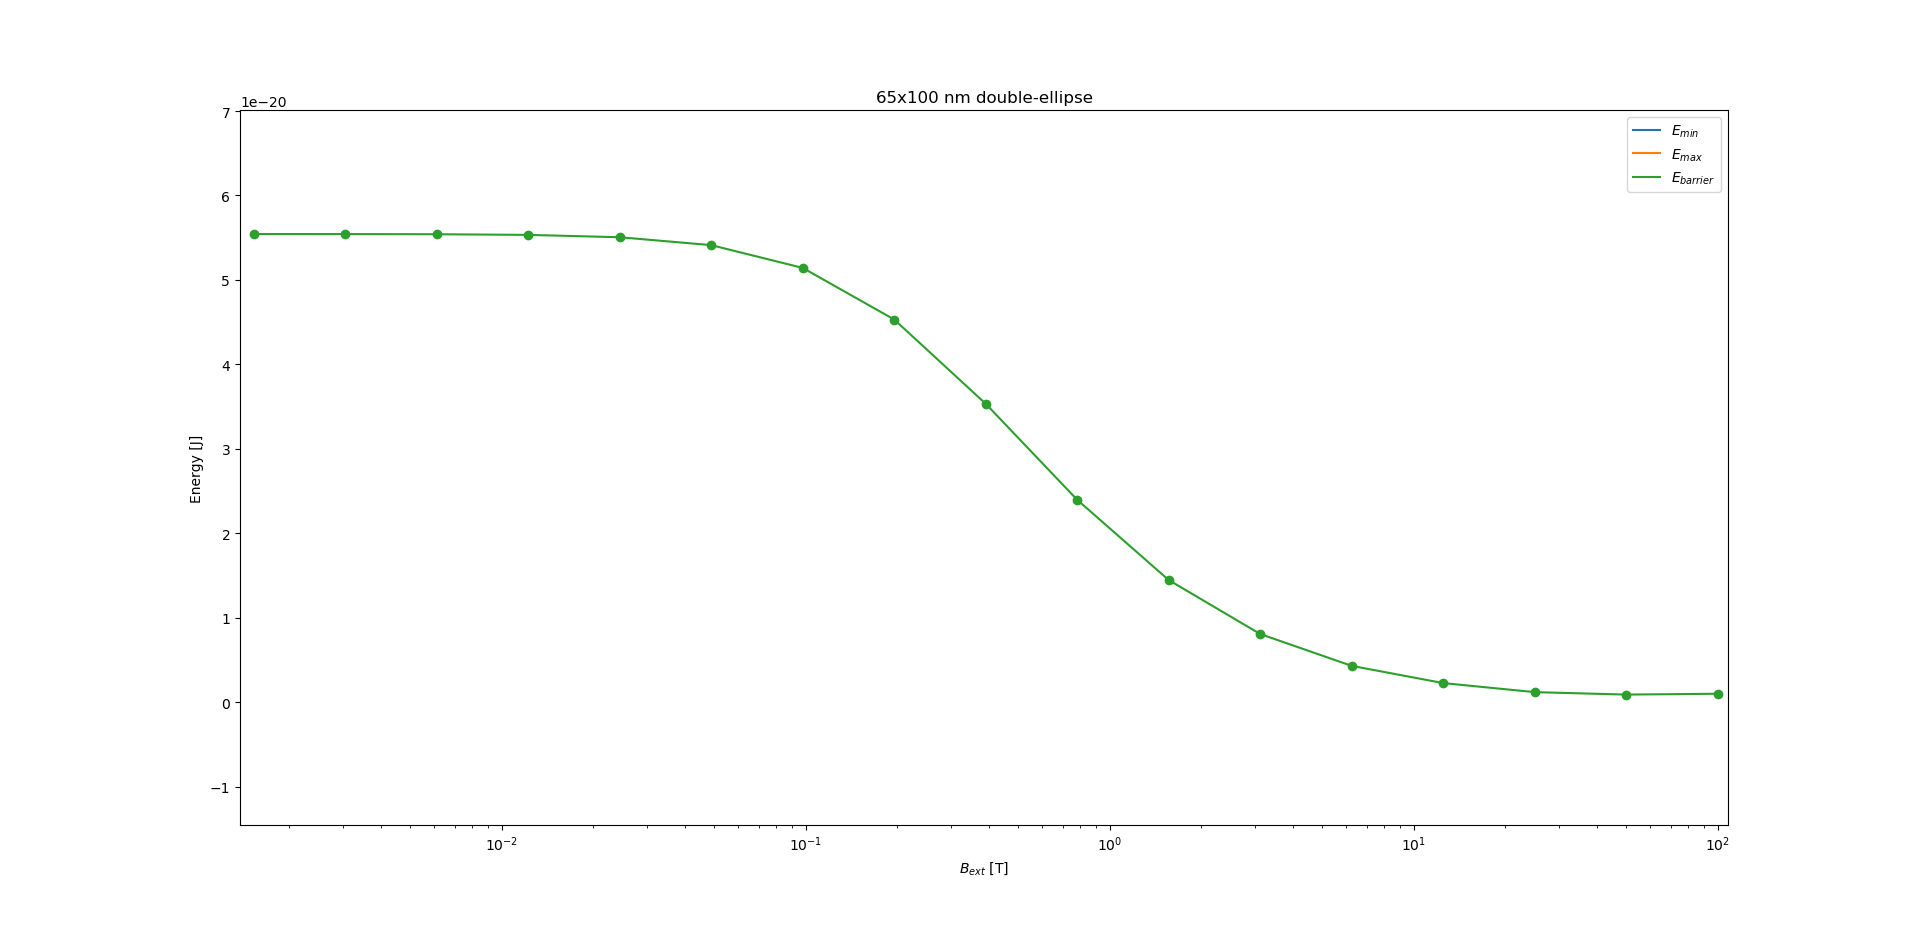 65x100 nm double-ellipse
1e−20
7
6
5
4
3
2
1
0
−1
Energy [J]
E_min
E_max
E_barrier
10^−2
10^−1
10^0
10^1
10^2
B_ext [T]